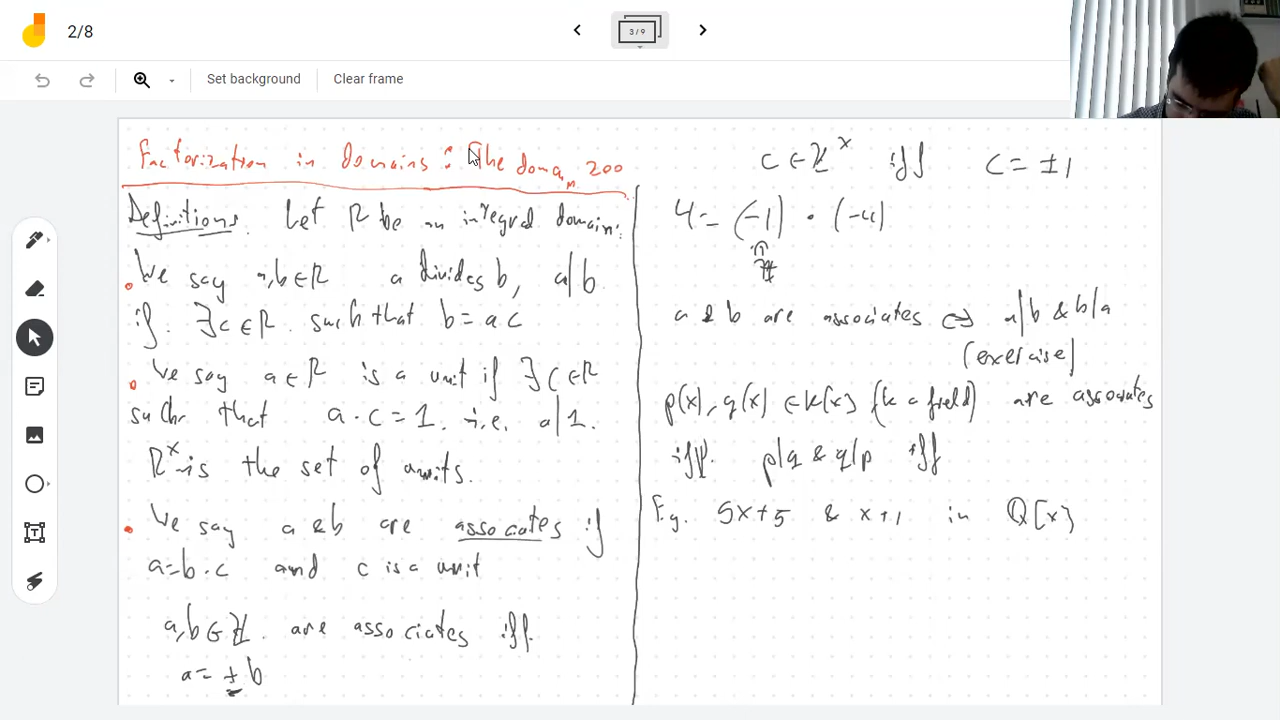 2/8
3/9
Set background
Clear frame
Factorization in domains: The domain zoo
Definitions. Let R be an integral domain:
We say a,b∈R a divides b, a|b
if ∃c∈R such that b=ac
We say a∈R is a unit if ∃c∈R
such that a·c=1. i.e. a|1.
R^x is the set of units.
We say a & b are associates if
a=b·c and c is a unit
a,b∈ℤ are associates iff
a=±b
c∈ℤ^x iff c=±1
4=(-1)·(-4)
a & b are associates ⇔ a|b & b|a
(exercise)
p(x), q(x) ∈k[x] (k a field) are associates
iff p|q & q|p iff
E.g. 5x+5 & x+1 in ℚ[x]